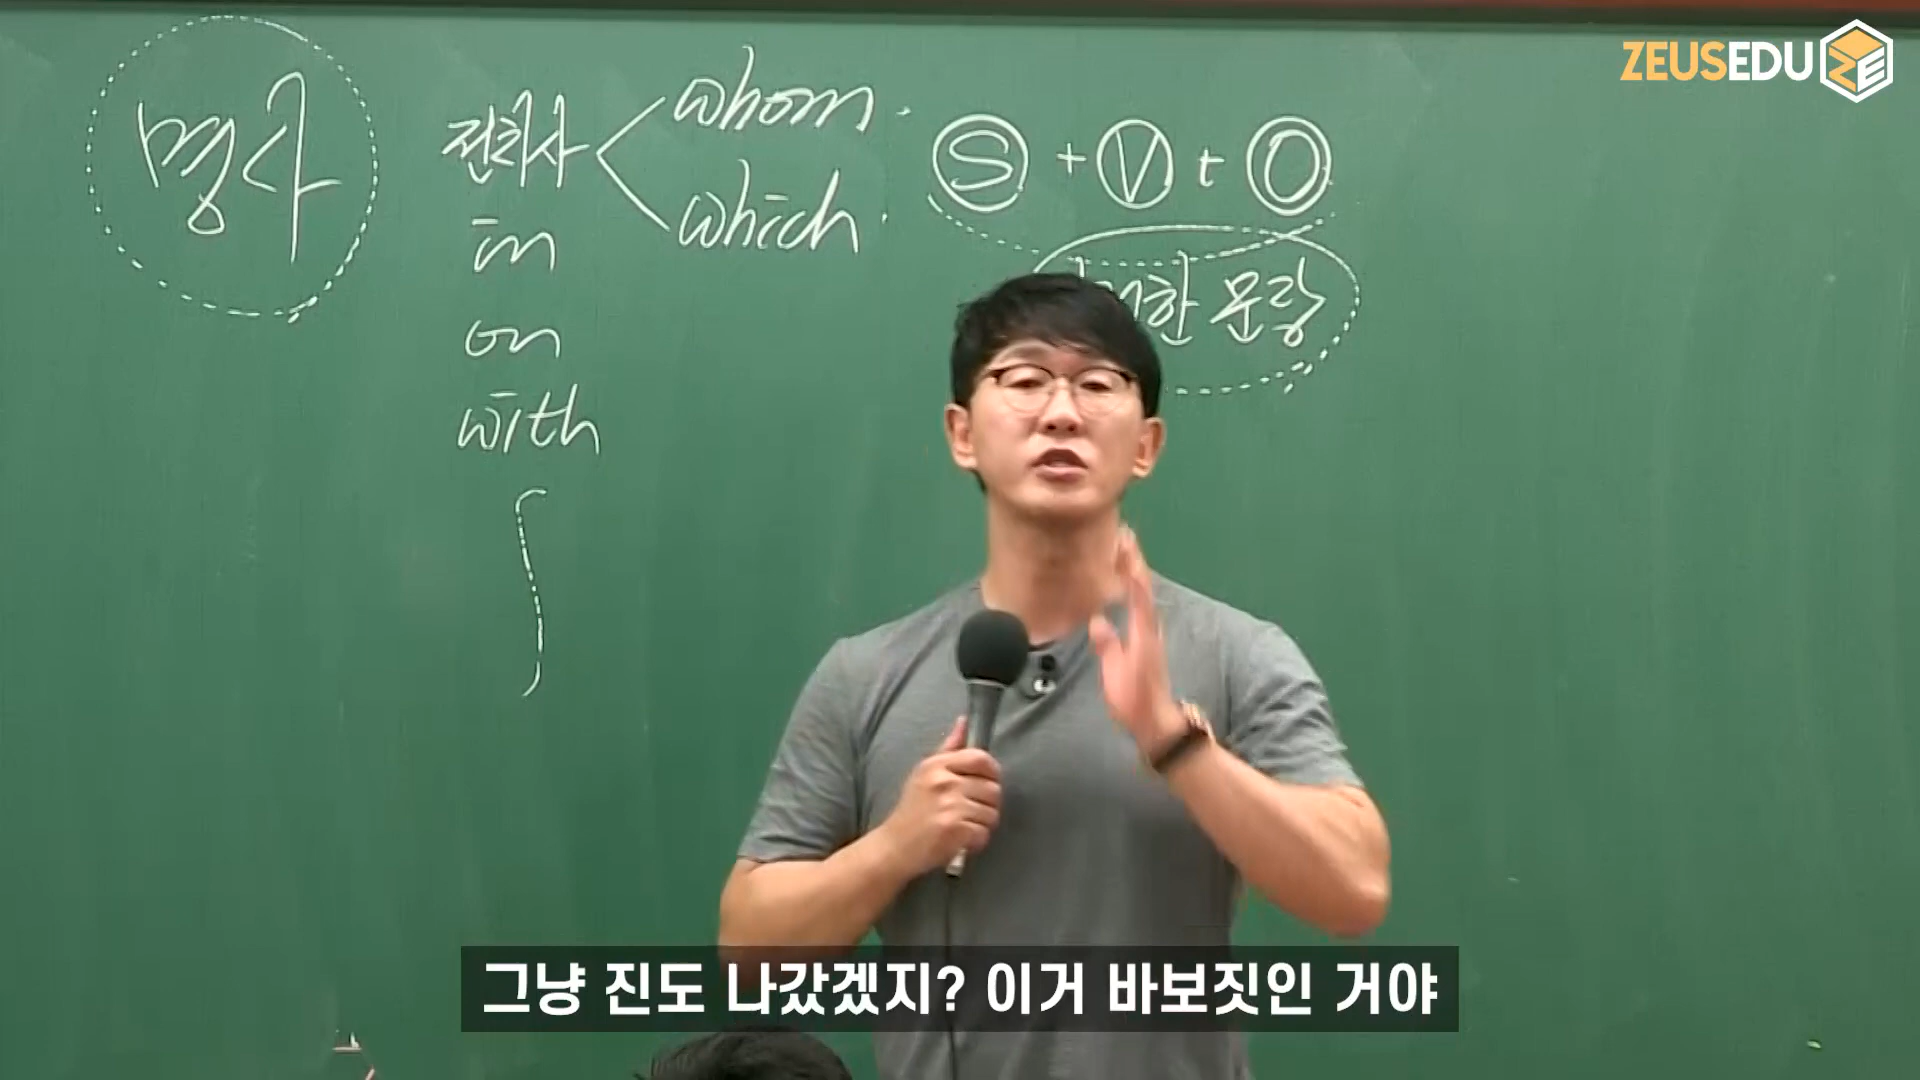 ZEUSEDU
명사 전치사 whom. S + V + O
which.
in
한 문장
on
with
그냥 진도 나갔겠지? 이거 바보짓인 거야